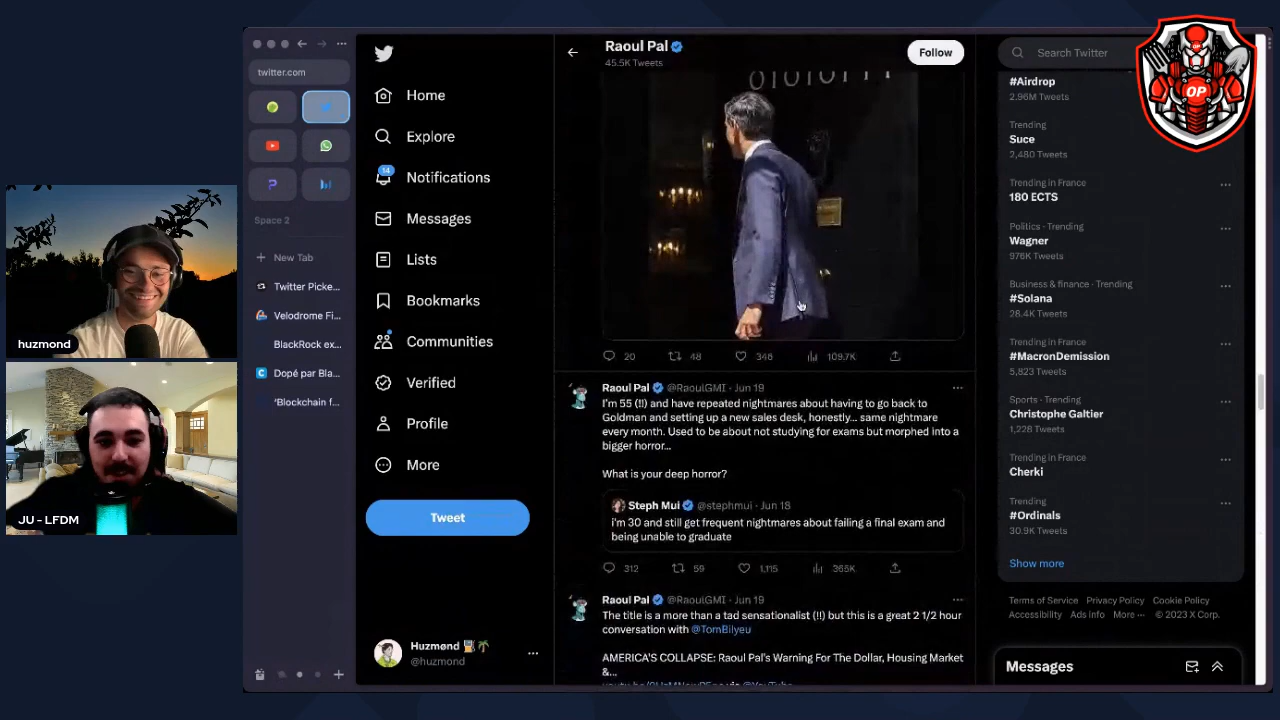 huzmond
JU - LFDM
twitter.com
Space 2
New Tab
Twitter Picke...
Velodrome Fi...
BlackRock ex...
Dopé par Bla...
'Blockchain f...
Home
Explore
14
Notifications
Messages
Lists
Bookmarks
Communities
Verified
Profile
More
Tweet
Huzmønd
@huzmond
Raoul Pal
45.5K Tweets
Follow
20 48 346 109.7K
Raoul Pal @RaoulGMI · Jun 19
I'm 55 (!!) and have repeated nightmares about having to go back to
Goldman and setting up a new sales desk, honestly... same nightmare
every month. Used to be about not studying for exams but morphed into a
bigger horror...
What is your deep horror?
Steph Mui @stephmui · Jun 18
i'm 30 and still get frequent nightmares about failing a final exam and
being unable to graduate
312 59 1,115 365K
Raoul Pal @RaoulGMI · Jun 19
The title is a more than a tad sensationalist (!!) but this is a great 2 1/2 hour
conversation with @TomBilyeu
AMERICA'S COLLAPSE: Raoul Pal's Warning For The Dollar, Housing Market
&...
Search Twitter
OP
#Airdrop
2.96M Tweets
Trending
Suce
2,480 Tweets
Trending in France
180 ECTS
Politics · Trending
Wagner
976K Tweets
Business & finance · Trending
#Solana
28.4K Tweets
Trending in France
#MacronDemission
5,823 Tweets
Sports · Trending
Christophe Galtier
1,228 Tweets
Trending in France
Cherki
Trending
#Ordinals
30.9K Tweets
Show more
Terms of Service Privacy Policy Cookie Policy
Accessibility Ads info More ... © 2023 X Corp.
Messages